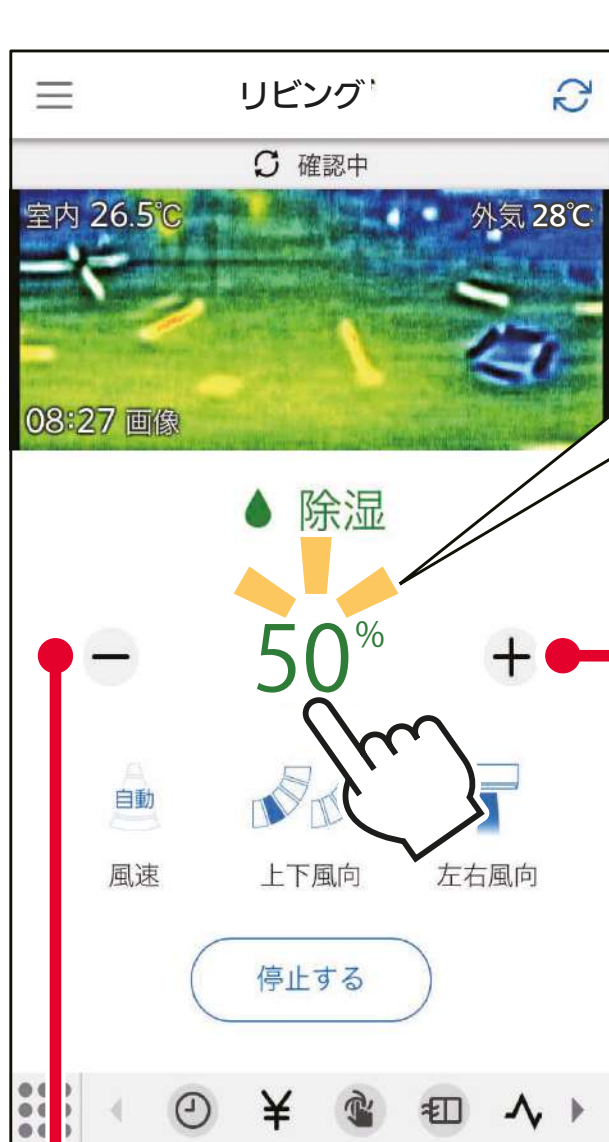 リビング
確認中
室内 26.5℃
外気 28℃
08:27 画像
除湿
50%
自動
風速
上下風向
左右風向
停止する
¥